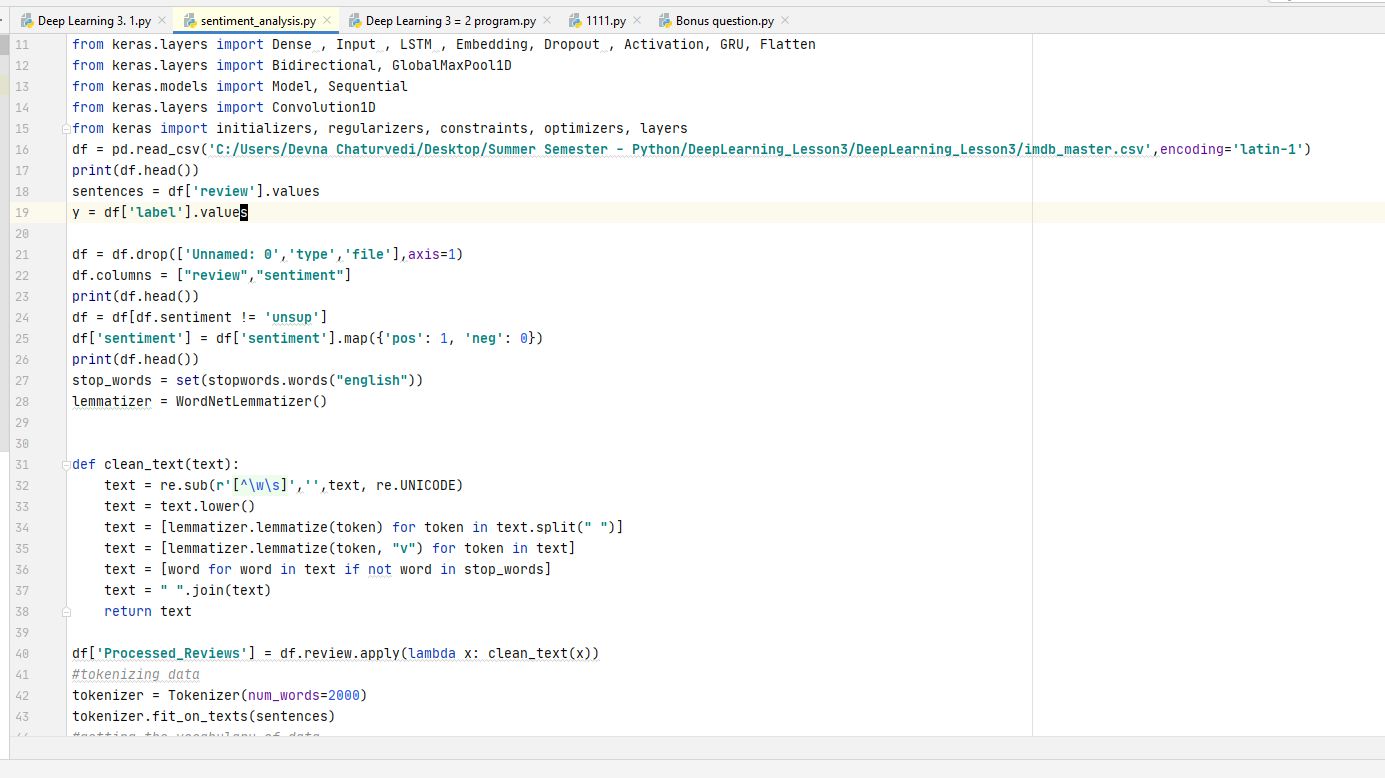 Deep Learning 3. 1.py × sentiment_analysis.py × Deep Learning 3 = 2 program.py × 1111.py × Bonus question.py ×
11 from keras.layers import Dense , Input , LSTM , Embedding, Dropout , Activation, GRU, Flatten
12 from keras.layers import Bidirectional, GlobalMaxPool1D
13 from keras.models import Model, Sequential
14 from keras.layers import Convolution1D
15 from keras import initializers, regularizers, constraints, optimizers, layers
16 df = pd.read_csv('C:/Users/Devna Chaturvedi/Desktop/Summer Semester - Python/DeepLearning_Lesson3/DeepLearning_Lesson3/imdb_master.csv',encoding='latin-1')
17 print(df.head())
18 sentences = df['review'].values
19 y = df['label'].values
20
21 df = df.drop(['Unnamed: 0','type','file'],axis=1)
22 df.columns = ["review","sentiment"]
23 print(df.head())
24 df = df[df.sentiment != 'unsup']
25 df['sentiment'] = df['sentiment'].map({'pos': 1, 'neg': 0})
26 print(df.head())
27 stop_words = set(stopwords.words("english"))
28 lemmatizer = WordNetLemmatizer()
29
30
31 def clean_text(text):
32 text = re.sub(r'[^\w\s]','',text, re.UNICODE)
33 text = text.lower()
34 text = [lemmatizer.lemmatize(token) for token in text.split(" ")]
35 text = [lemmatizer.lemmatize(token, "v") for token in text]
36 text = [word for word in text if not word in stop_words]
37 text = " ".join(text)
38 return text
39
40 df['Processed_Reviews'] = df.review.apply(lambda x: clean_text(x))
41 #tokenizing data
42 tokenizer = Tokenizer(num_words=2000)
43 tokenizer.fit_on_texts(sentences)
44 #getting the vocabulary of data